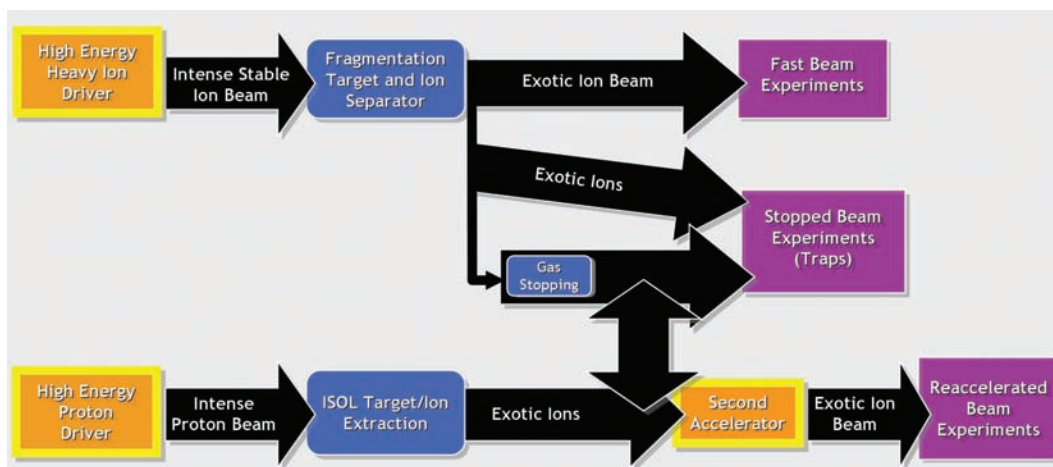 High Energy
Heavy Ion
Driver
Intense Stable
Ion Beam
Fragmentation
Target and Ion
Separator
Exotic Ion Beam
Fast Beam
Experiments
Exotic Ions
Stopped Beam
Experiments
(Traps)
Gas
Stopping
High Energy
Proton
Driver
Intense
Proton Beam
ISOL Target/Ion
Extraction
Exotic Ions
Second
Accelerator
Exotic Ion
Beam
Reaccelerated
Beam
Experiments